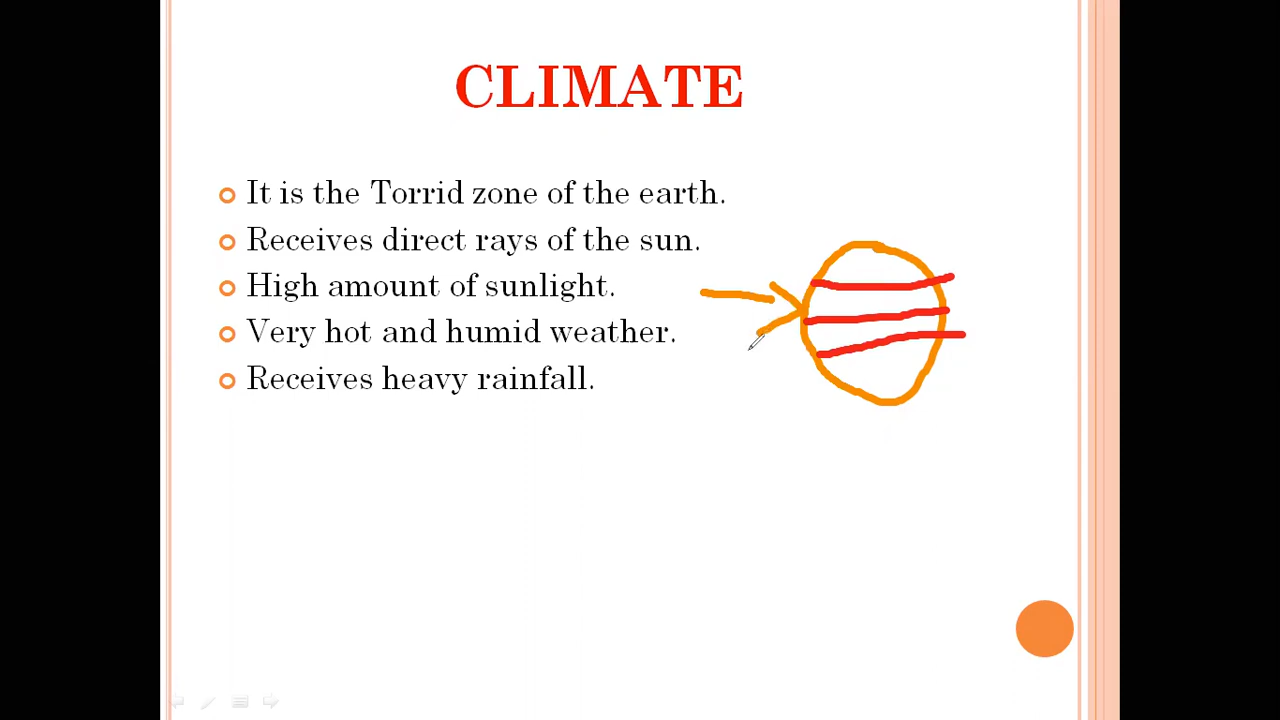 CLIMATE
It is the Torrid zone of the earth.
Receives direct rays of the sun.
High amount of sunlight.
Very hot and humid weather.
Receives heavy rainfall.